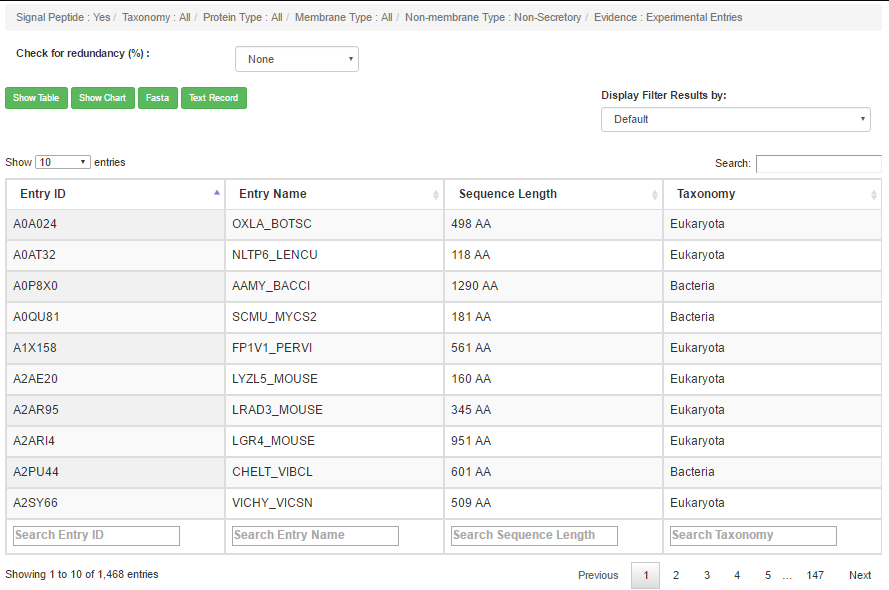 Signal Peptide : Yes / Taxonomy : All / Protein Type : All / Membrane Type : All / Non-membrane Type : Non-Secretory / Evidence : Experimental Entries
Check for redundancy (%) : None
Show Table Show Chart Fasta Text Record
Display Filter Results by:
Default
Show 10 entries Search:
Entry ID Entry Name Sequence Length Taxonomy
A0A024 OXLA_BOTSC 498 AA Eukaryota
A0AT32 NLTP6_LENCU 118 AA Eukaryota
A0P8X0 AAMY_BACCI 1290 AA Bacteria
A0QU81 SCMU_MYCS2 181 AA Bacteria
A1X158 FP1V1_PERVI 561 AA Eukaryota
A2AE20 LYZL5_MOUSE 160 AA Eukaryota
A2AR95 LRAD3_MOUSE 345 AA Eukaryota
A2ARI4 LGR4_MOUSE 951 AA Eukaryota
A2PU44 CHELT_VIBCL 601 AA Bacteria
A2SY66 VICHY_VICSN 509 AA Eukaryota
Search Entry ID Search Entry Name Search Sequence Length Search Taxonomy
Showing 1 to 10 of 1,468 entries Previous 1 2 3 4 5 ... 147 Next